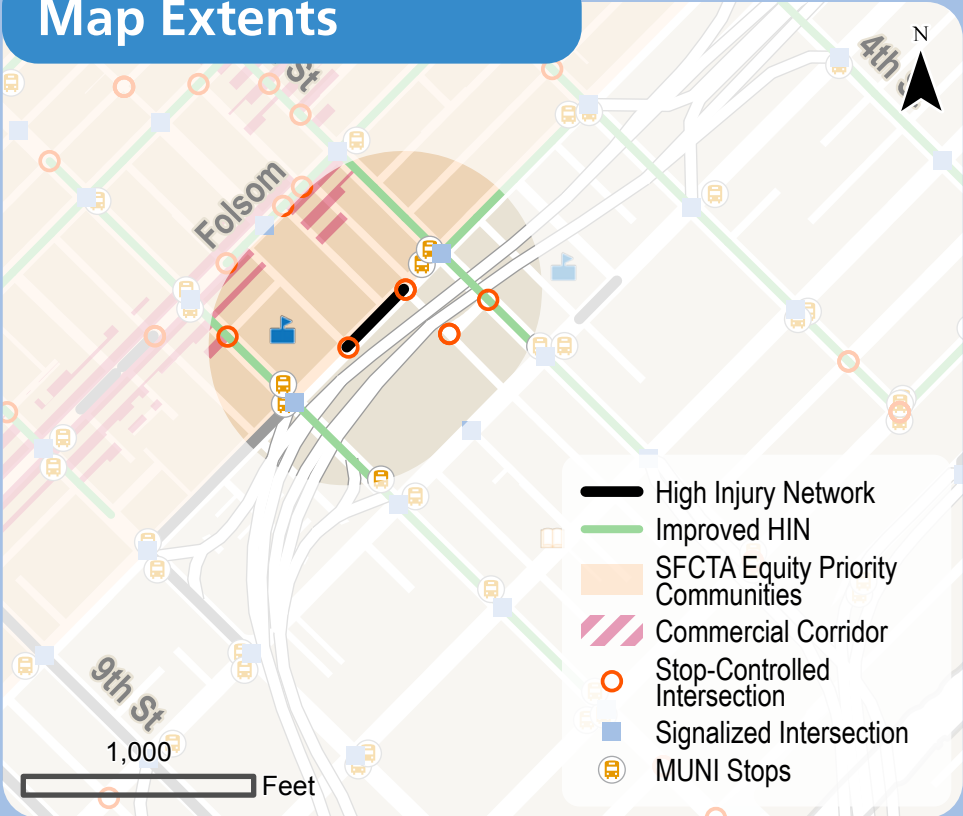 Map Extents
N
4th
St
Folsom
9th St
1,000
Feet
High Injury Network
Improved HIN
SFCTA Equity Priority
Communities
Commercial Corridor
Stop-Controlled
Intersection
Signalized Intersection
MUNI Stops